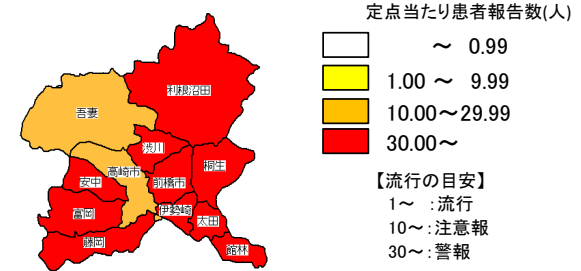 定点当たり患者報告数(人)
～ 0.99
1.00 ～ 9.99
10.00～29.99
30.00～
【流行の目安】
1～ ：流行
10～：注意報
30～：警報
利根沼田
吾妻
渋川
桐生
高崎市
安中
前橋市
富岡
伊勢崎
太田
藤岡
館林